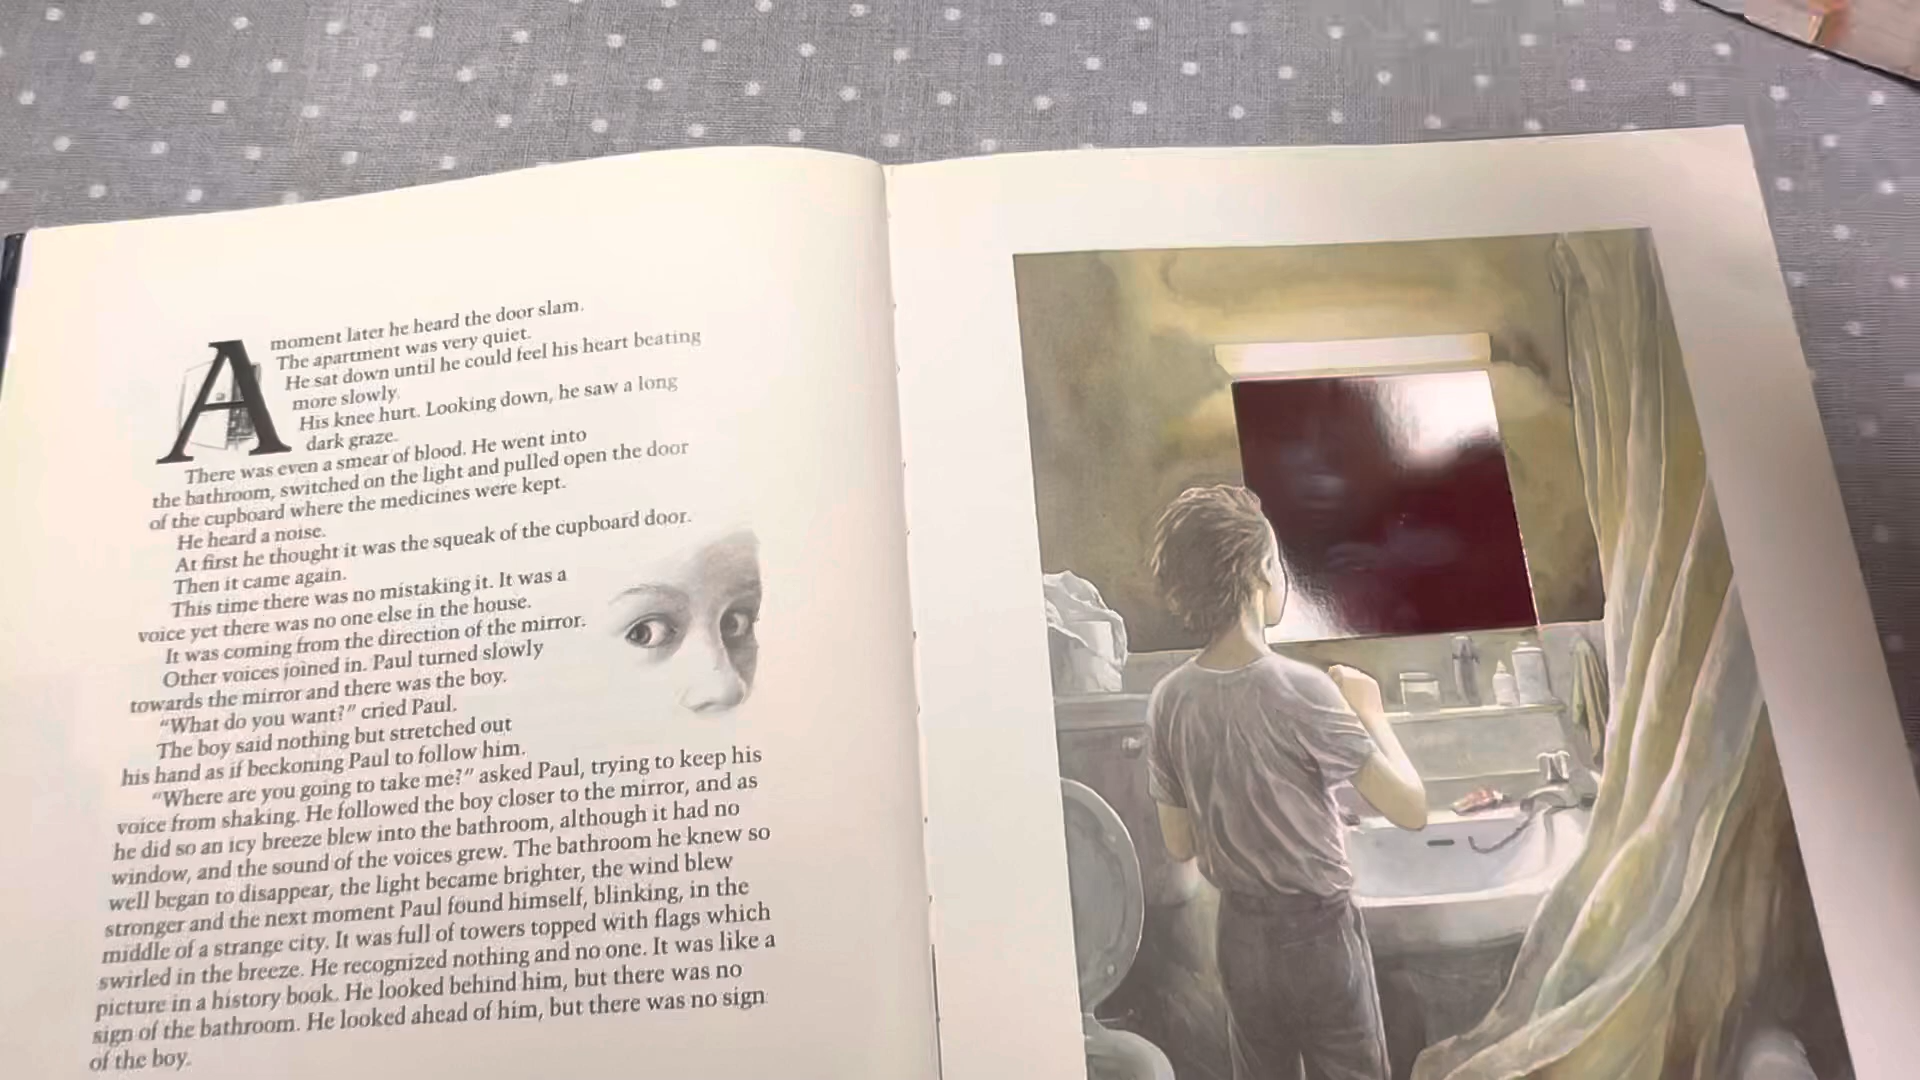 A moment later he heard the door slam.
The apartment was very quiet.
He sat down until he could feel his heart beating
more slowly.
His knee hurt. Looking down, he saw a long
dark graze.
There was even a smear of blood. He went into
the bathroom, switched on the light and pulled open the door
of the cupboard where the medicines were kept.
He heard a noise.
At first he thought it was the squeak of the cupboard door.
Then it came again.
This time there was no mistaking it. It was a
voice yet there was no one else in the house.
It was coming from the direction of the mirror.
Other voices joined in. Paul turned slowly
towards the mirror and there was the boy.
“What do you want?” cried Paul.
The boy said nothing but stretched out
his hand as if beckoning Paul to follow him.
“Where are you going to take me?” asked Paul, trying to keep his
voice from shaking. He followed the boy closer to the mirror, and as
he did so an icy breeze blew into the bathroom, although it had no
window, and the sound of the voices grew. The bathroom he knew so
well began to disappear, the light became brighter, the wind blew
stronger and the next moment Paul found himself, blinking, in the
middle of a strange city. It was full of towers topped with flags which
swirled in the breeze. He recognized nothing and no one. It was like a
picture in a history book. He looked behind him, but there was no
sign of the bathroom. He looked ahead of him, but there was no sign
of the boy.